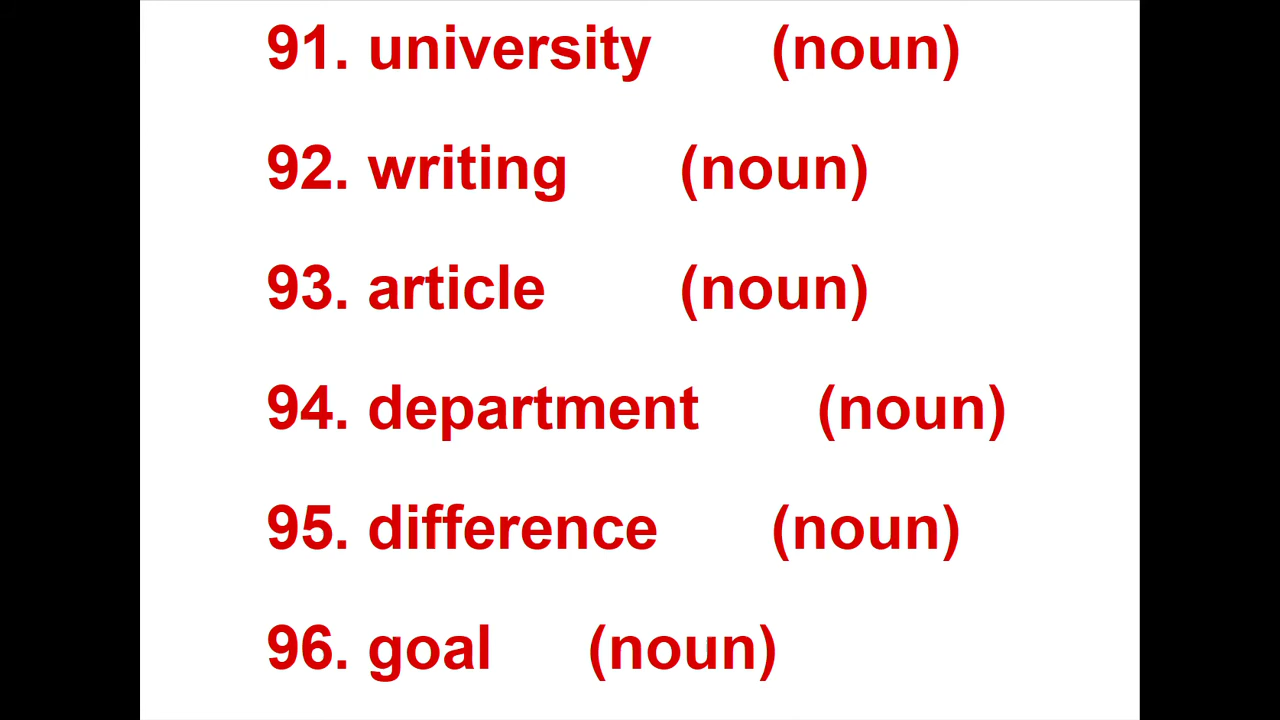 91. university (noun)
92. writing (noun)
93. article (noun)
94. department (noun)
95. difference (noun)
96. goal (noun)